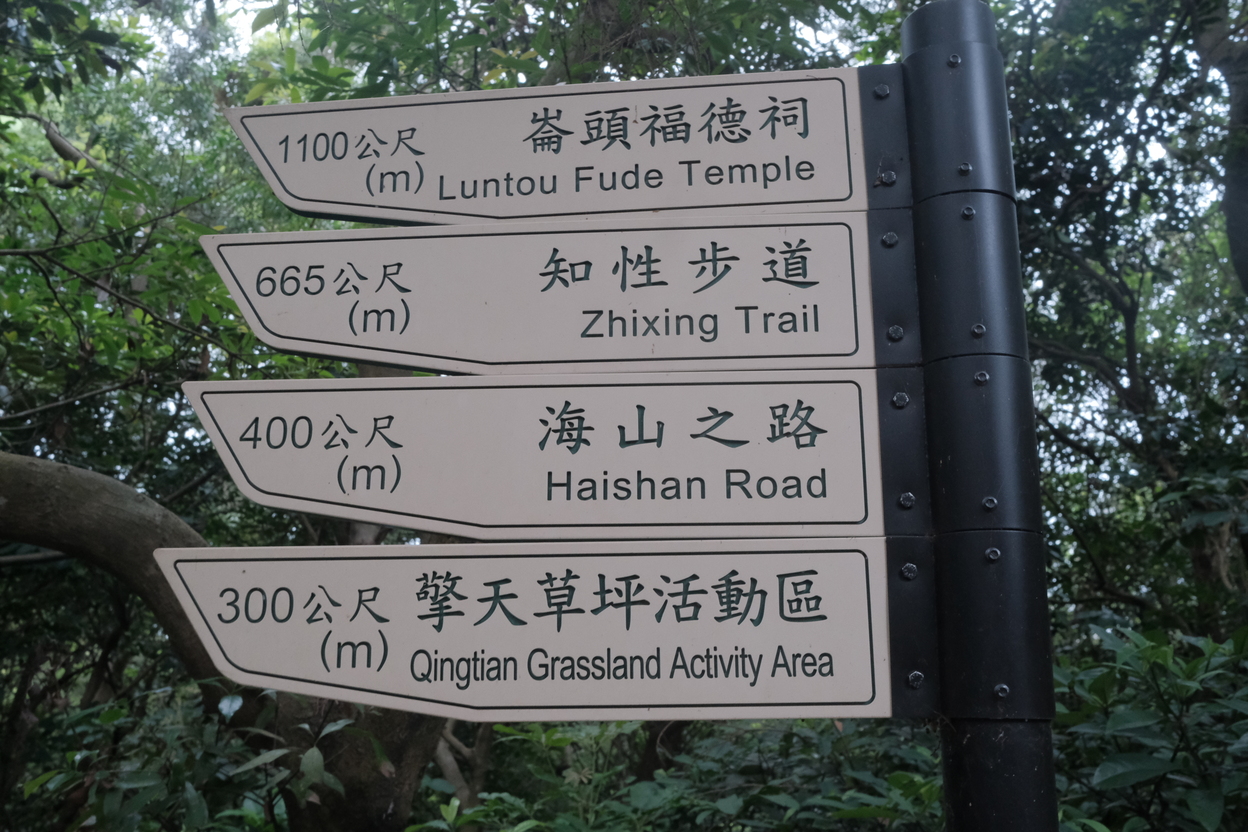 1100公尺 崙頭福德祠
(m) Luntou Fude Temple
665公尺 知性步道
(m) Zhixing Trail
400公尺 海山之路
(m) Haishan Road
300公尺 擎天草坪活動區
(m) Qingtian Grassland Activity Area